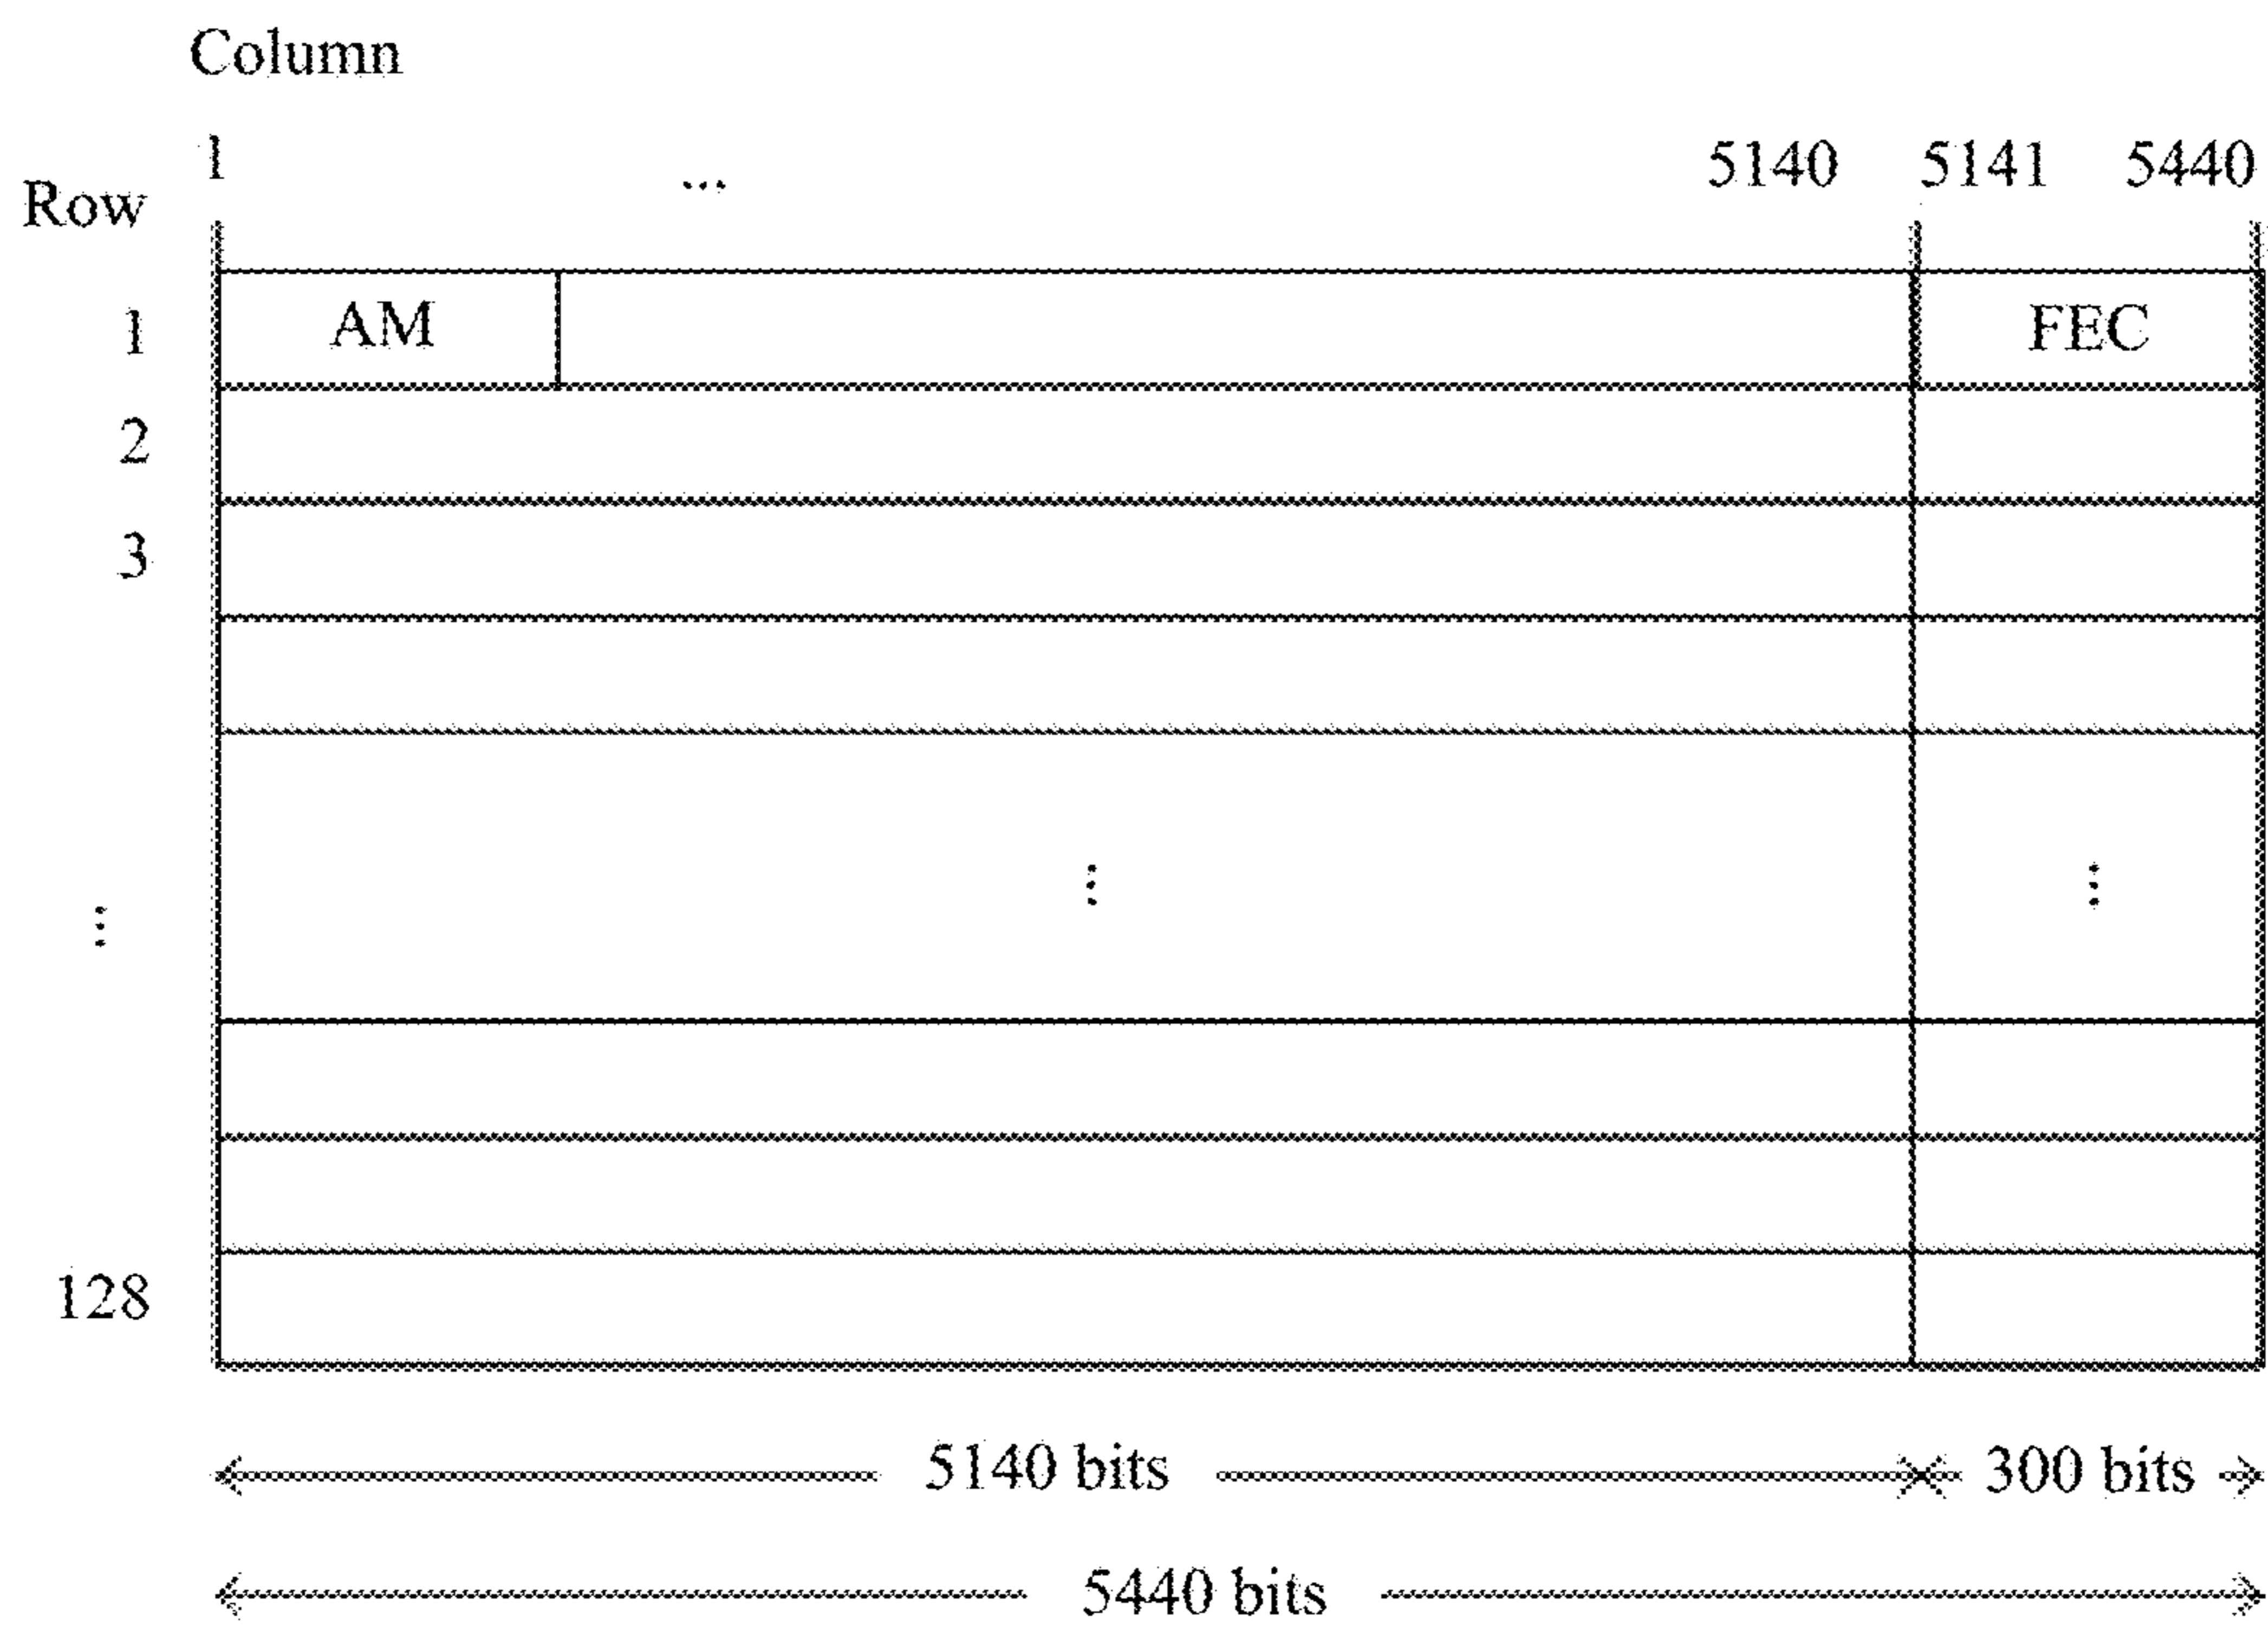 Column
1 ... 5140 5141 5440
Row
1 AM FEC
2
3
⋮ ⋮ ⋮
128
5140 bits 300 bits
5440 bits